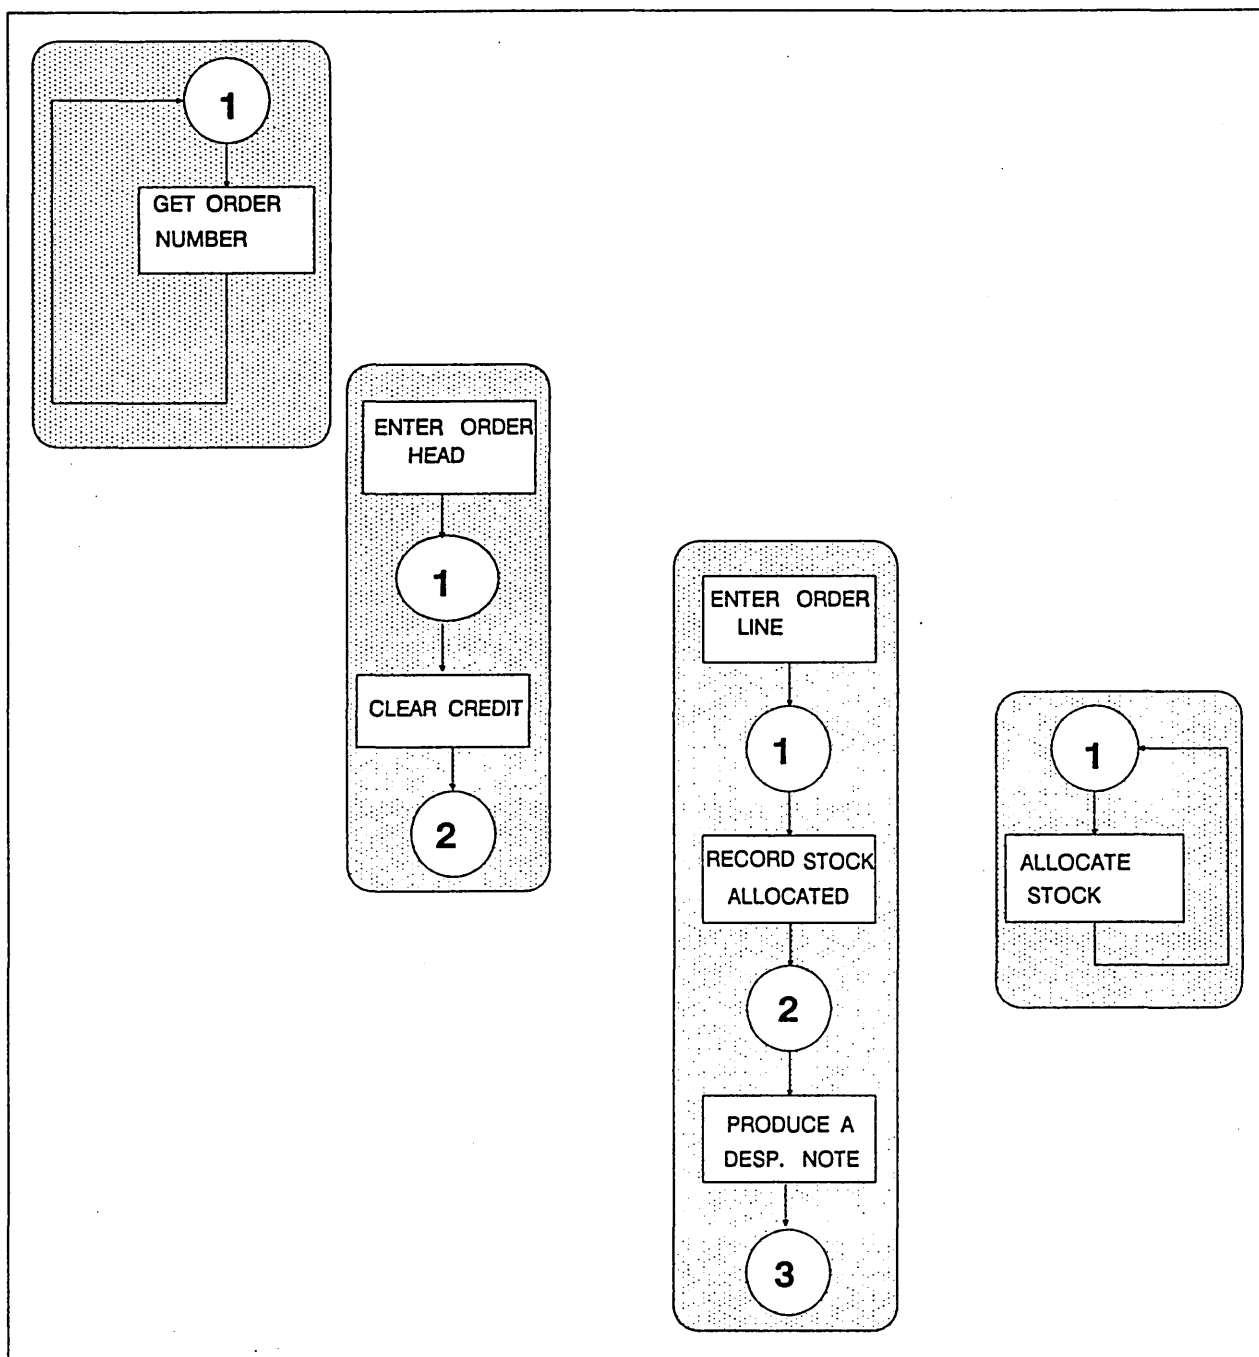 1
GET ORDER
NUMBER
ENTER ORDER
HEAD
1
CLEAR CREDIT
2
ENTER ORDER
LINE
1
RECORD STOCK
ALLOCATED
2
PRODUCE A
DESP. NOTE
3
1
ALLOCATE
STOCK